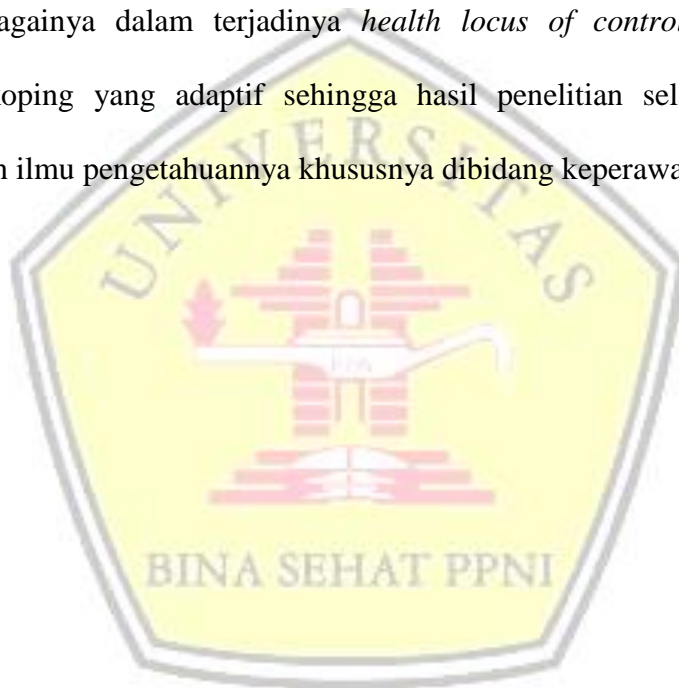 againya dalam terjadinya health locus of control
koping yang adaptif sehingga hasil penelitian sel
n ilmu pengetahuannya khususnya dibidang keperawa
UNIVERSITAS
BINA SEHAT PPNI